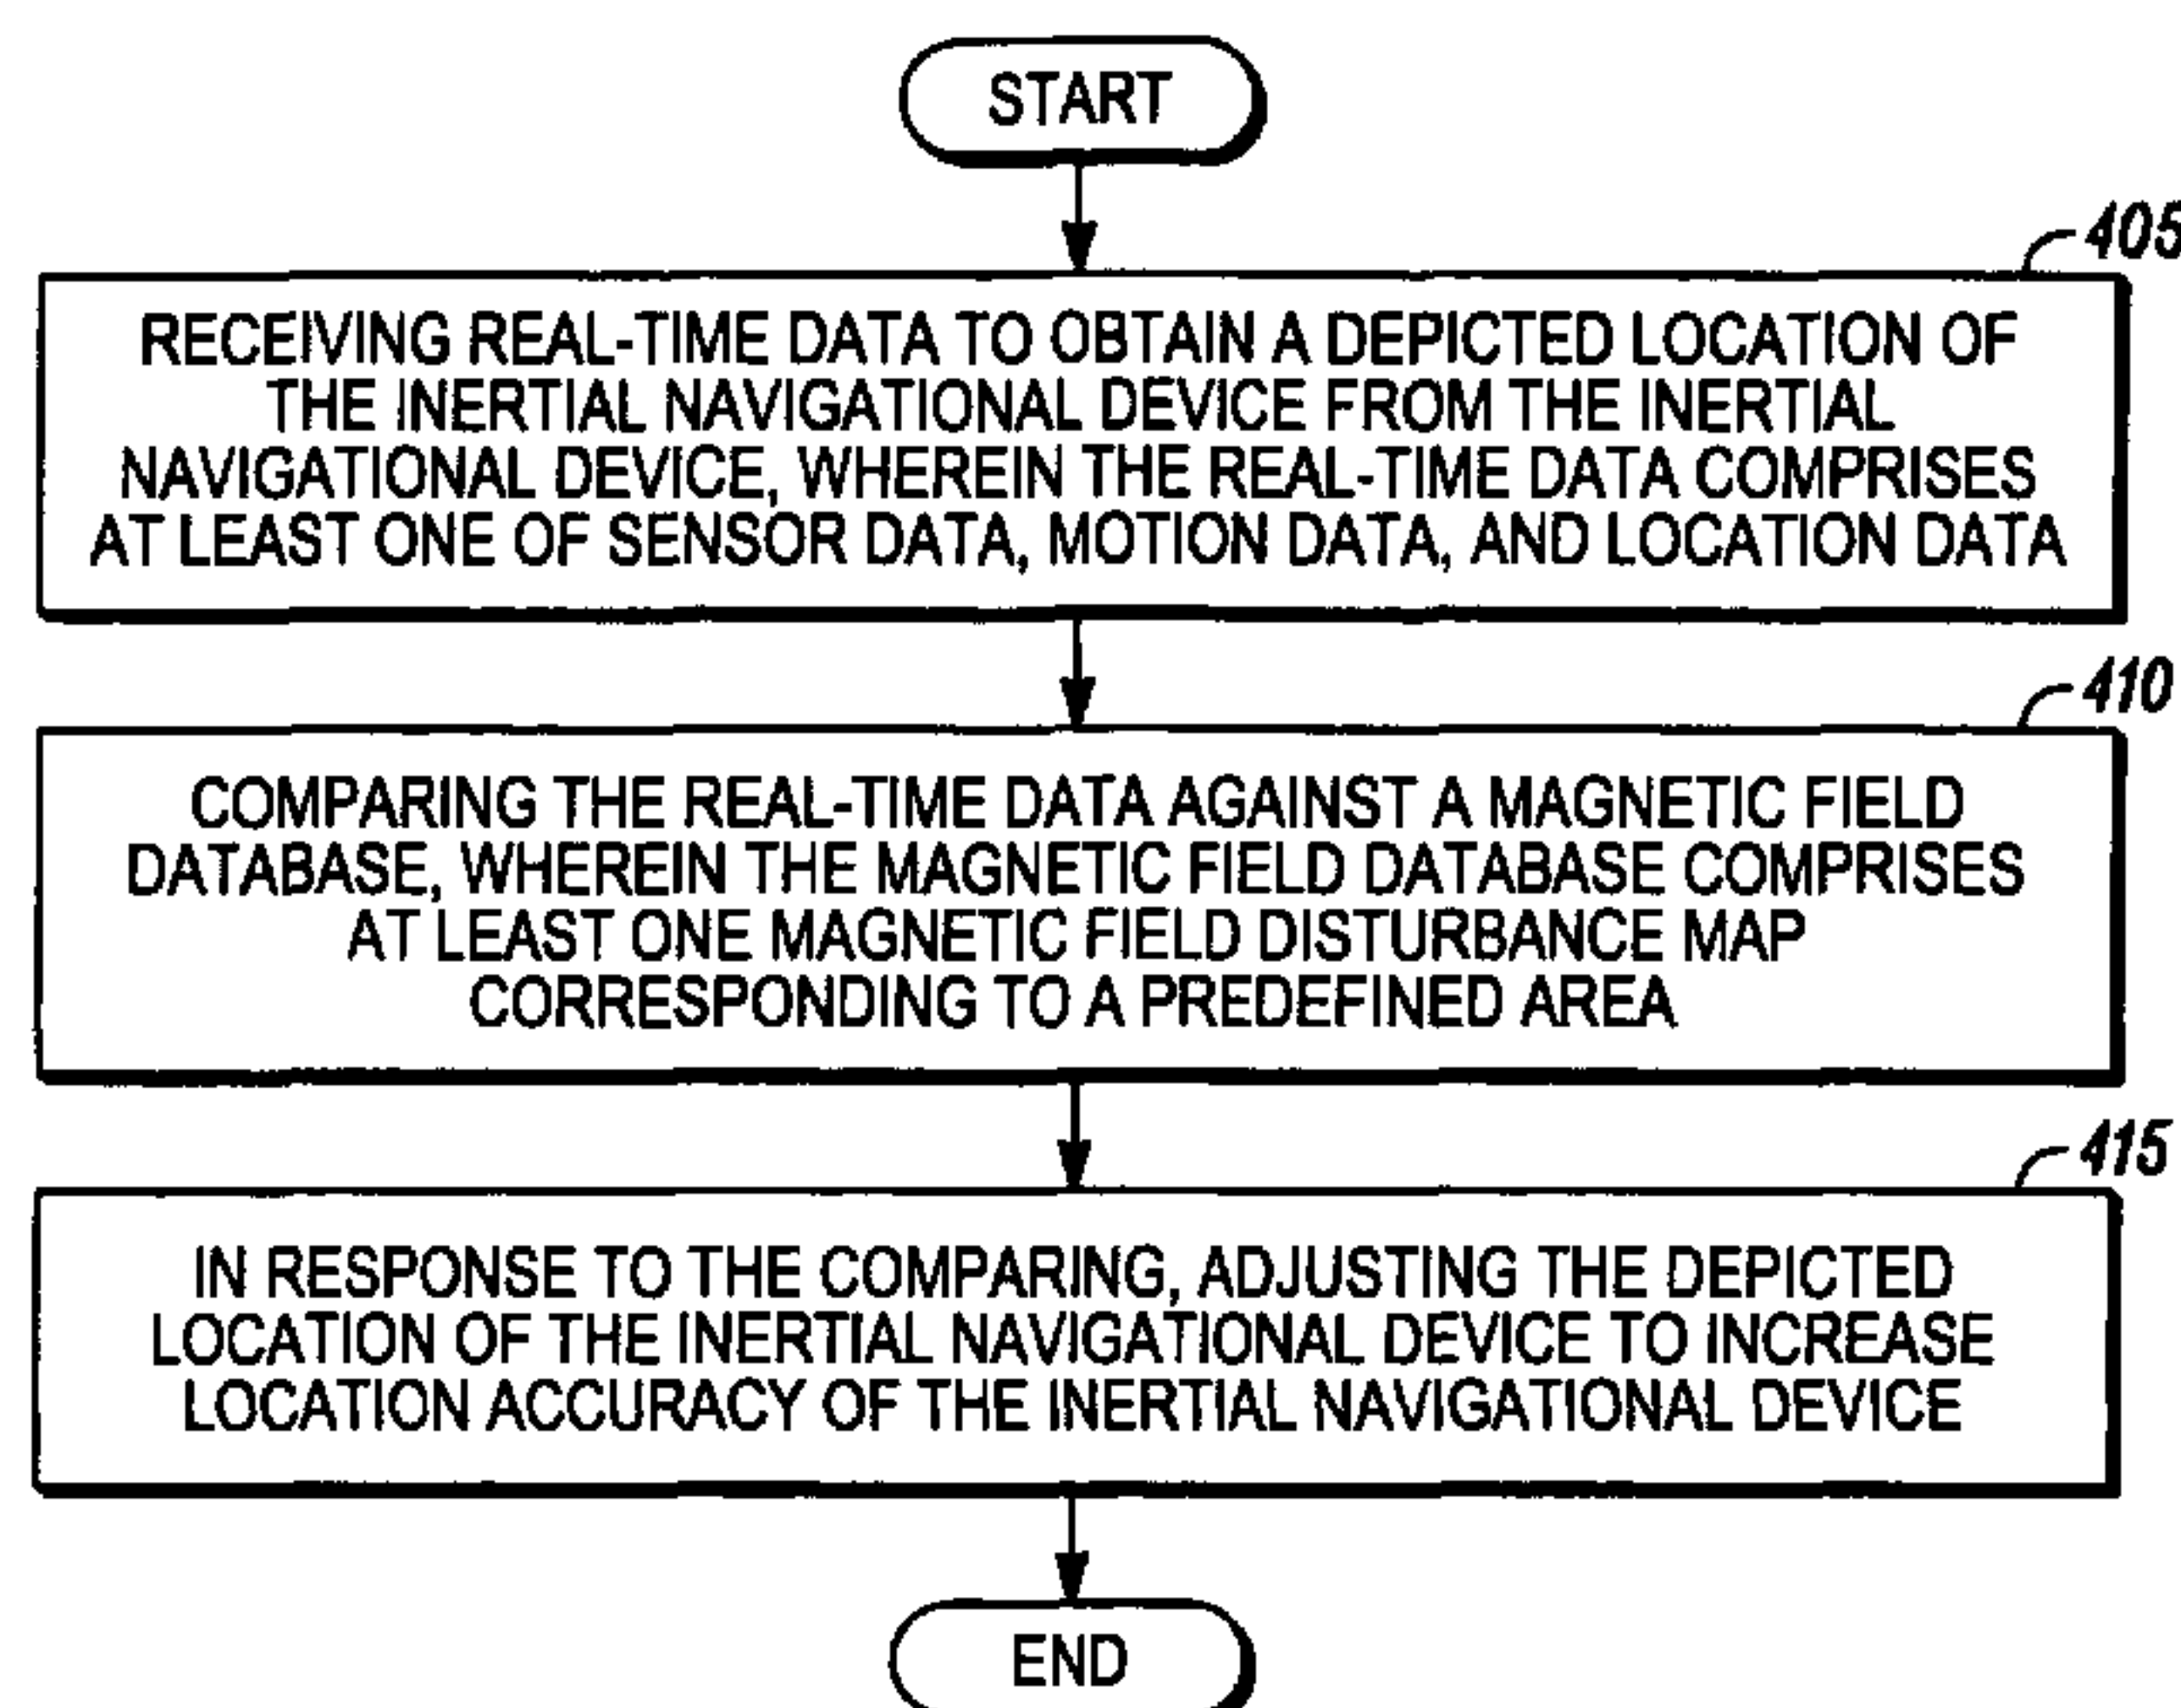 START
405
RECEIVING REAL-TIME DATA TO OBTAIN A DEPICTED LOCATION OF
THE INERTIAL NAVIGATIONAL DEVICE FROM THE INERTIAL
NAVIGATIONAL DEVICE, WHEREIN THE REAL-TIME DATA COMPRISES
AT LEAST ONE OF SENSOR DATA, MOTION DATA, AND LOCATION DATA
410
COMPARING THE REAL-TIME DATA AGAINST A MAGNETIC FIELD
DATABASE, WHEREIN THE MAGNETIC FIELD DATABASE COMPRISES
AT LEAST ONE MAGNETIC FIELD DISTURBANCE MAP
CORRESPONDING TO A PREDEFINED AREA
415
IN RESPONSE TO THE COMPARING, ADJUSTING THE DEPICTED
LOCATION OF THE INERTIAL NAVIGATIONAL DEVICE TO INCREASE
LOCATION ACCURACY OF THE INERTIAL NAVIGATIONAL DEVICE
END